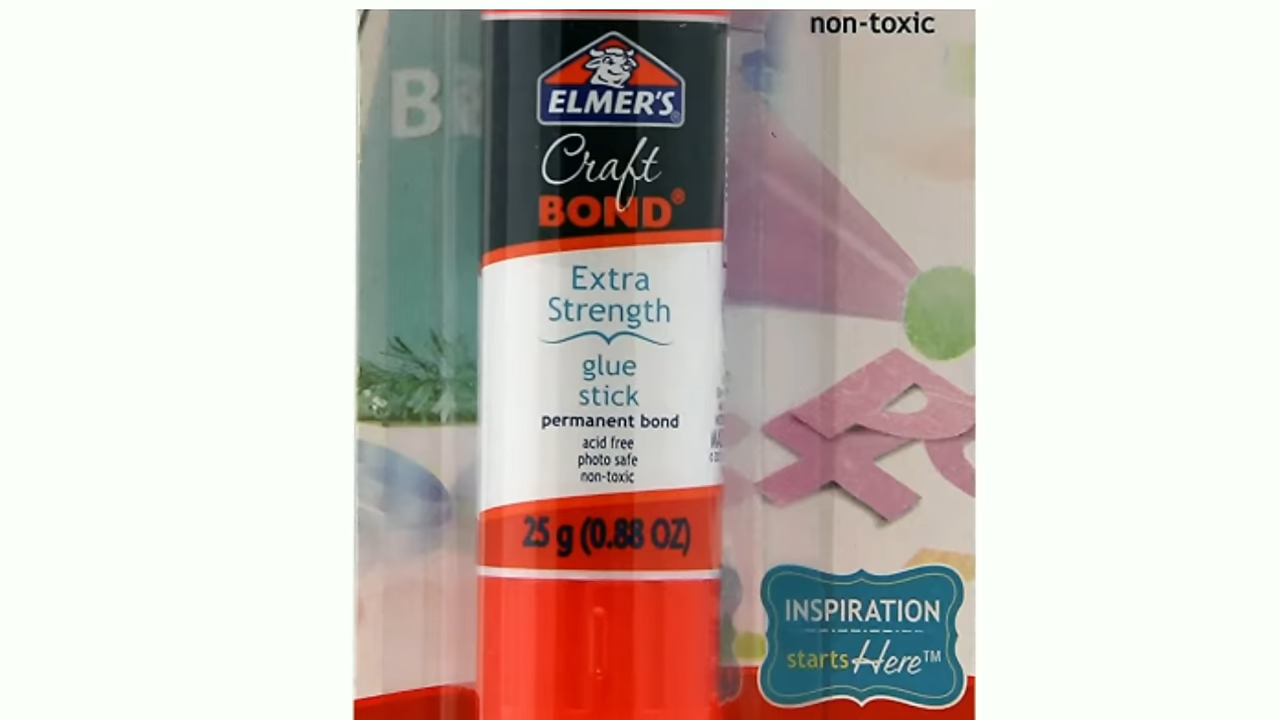 non-toxic
B
ELMER'S®
Craft
BOND®
Extra
Strength
glue
stick
permanent bond
acid free
photo safe
non-toxic
25 g (0.88 OZ)
INSPIRATION
starts Here™